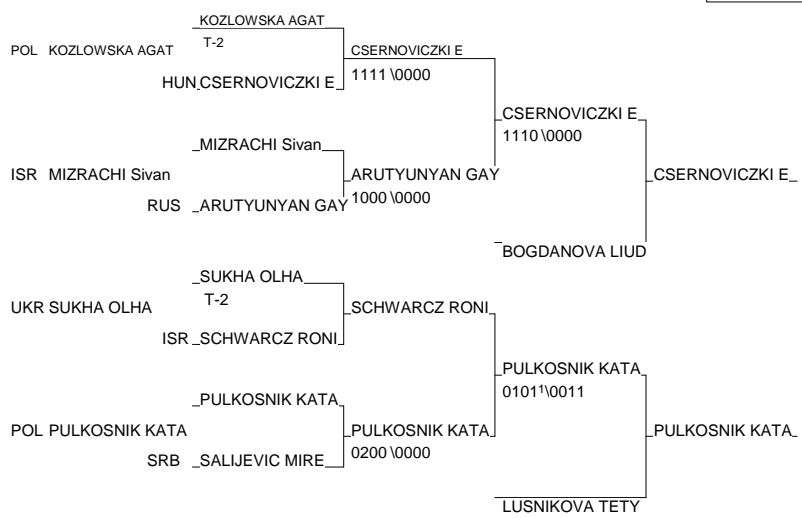 KOZLOWSKA AGAT
POL KOZLOWSKA AGAT T-2 CSERNOVICZKI E
HUN CSERNOVICZKI E 1111 \0000
CSERNOVICZKI E
1110 \0000
MIZRACHI Sivan
ISR MIZRACHI Sivan ARUTYUNYAN GAY CSERNOVICZKI E
RUS ARUTYUNYAN GAY 1000 \0000
BOGDANOVA LIUD
SUKHA OLHA
UKR SUKHA OLHA T-2 SCHWARCZ RONI
ISR SCHWARCZ RONI
PULKOSNIK KATA
0101¹\0011
PULKOSNIK KATA
POL PULKOSNIK KATA PULKOSNIK KATA PULKOSNIK KATA
SRB SALIJEVIC MIRE 0200 \0000
LUSNIKOVA TETY